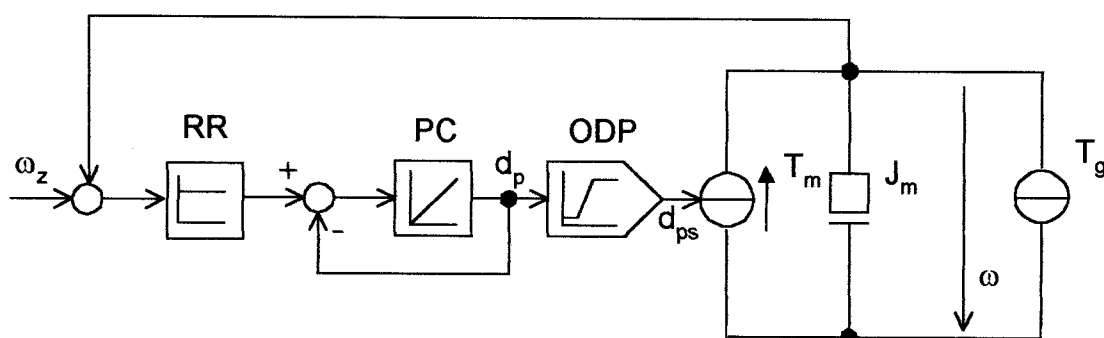 RR
PC
ODP
ω_z
+
-
d_p
d_ps
T_m
J_m
T_g
ω